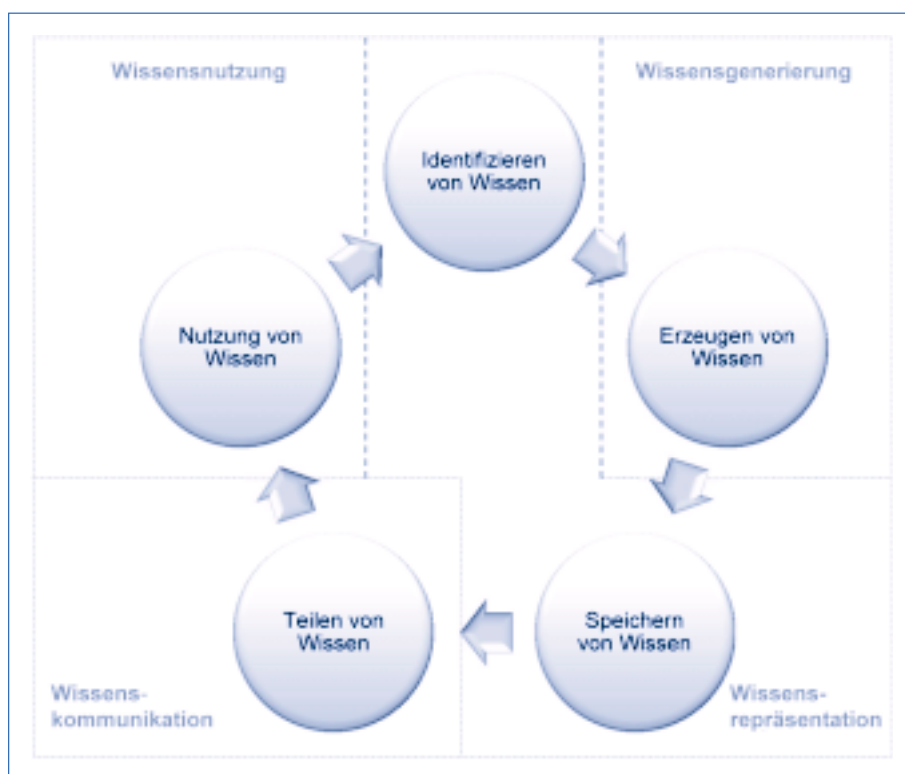 Wissensnutzung
Wissensgenerierung
Identifizieren
von Wissen
Nutzung von
Wissen
Erzeugen von
Wissen
Teilen von
Wissen
Speichern
von Wissen
Wissens-
kommunikation
Wissens-
repräsentation